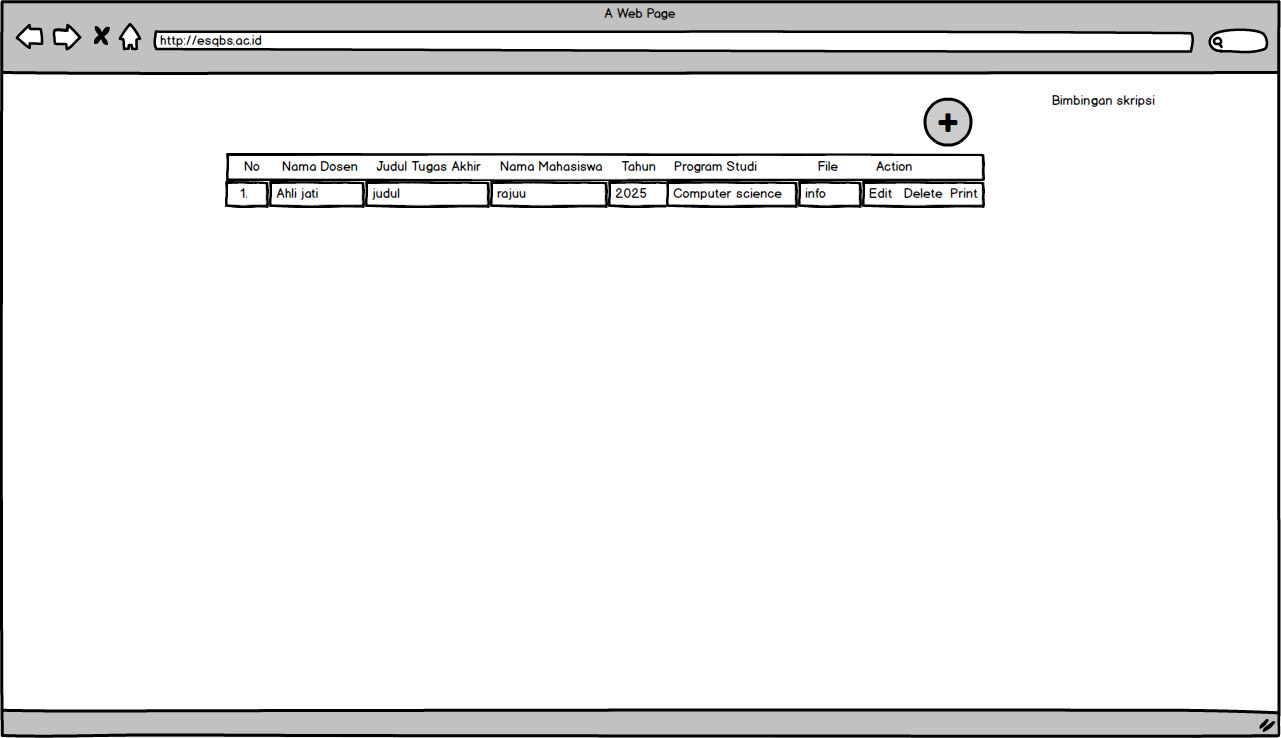 A Web Page
http://esqbs.ac.id
Bimbingan skripsi
No Nama Dosen Judul Tugas Akhir Nama Mahasiswa Tahun Program Studi File Action
1. Ahli jati judul rajuu 2025 Computer science info Edit Delete Print